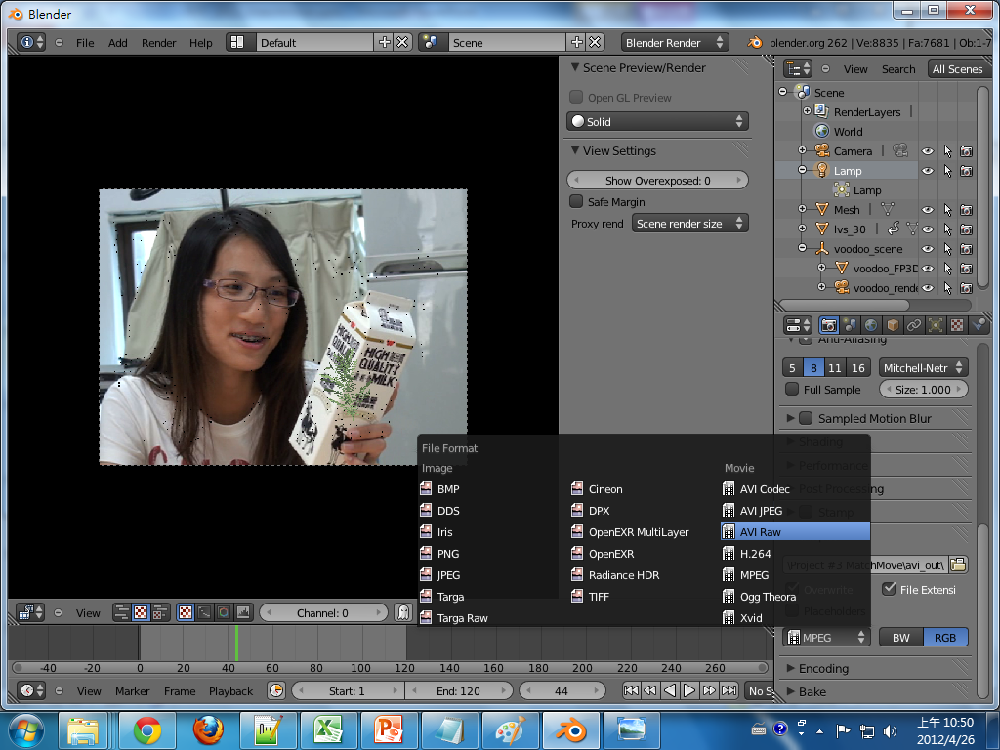 Blender
File Add Render Help Default Scene Blender Render blender.org 262 | Ve:8835 | Fa:7681 | Ob:1-7
Scene Preview/Render
Open GL Preview
Solid
View Settings
Show Overexposed: 0
Safe Margin
Proxy rend Scene render size
HIGH
QUALITY
MILK
HIGH
QUALITY
MILK
View Search All Scenes
Scene
RenderLayers
World
Camera
Lamp
Lamp
Mesh
lvs_30
voodoo_scene
voodoo_FP3D
voodoo_rende
Anti-Aliasing
5 8 11 16 Mitchell-Netr
Full Sample Size: 1.000
Sampled Motion Blur
Shading
Performance
Post Processing
Stamp
\Project #3 MatchMove\avi_out\
Overwrite File Extensi
Placeholders
MPEG BW RGB
Encoding
Bake
File Format
Image Movie
BMP Cineon AVI Codec
DDS DPX AVI JPEG
Iris OpenEXR MultiLayer AVI Raw
PNG OpenEXR H.264
JPEG Radiance HDR MPEG
Targa TIFF Ogg Theora
Targa Raw Xvid
View Channel: 0
-40 -20 0 20 40 60 80 100 120 140 160 180 200 220 240 260
View Marker Frame Playback Start: 1 End: 120 44 No S
上午 10:50
2012/4/26